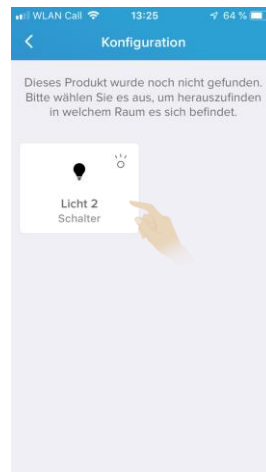 WLAN Call 13:25 64 %
Konfiguration
Dieses Produkt wurde noch nicht gefunden.
Bitte wählen Sie es aus, um herauszufinden
in welchem Raum es sich befindet.
Licht 2
Schalter